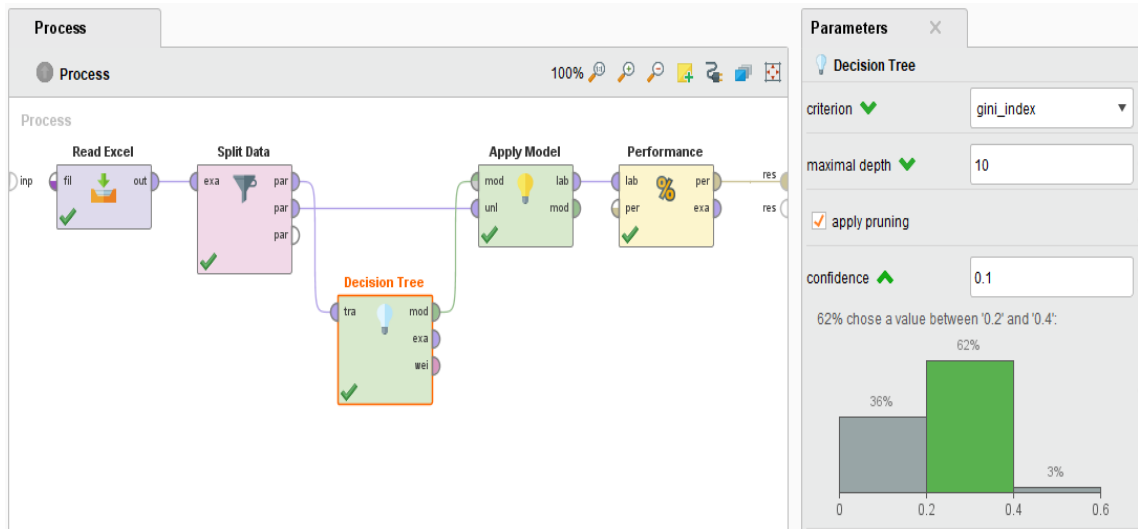 Process
Process
100%
Process
inp
Read Excel
fil
out
Split Data
exa
par
par
par
Decision Tree
tra
mod
exa
wei
Apply Model
mod
lab
unl
mod
Performance
%
lab
per
per
exa
res
res
Parameters
Decision Tree
criterion
gini_index
maximal depth
10
apply pruning
confidence
0.1
62% chose a value between '0.2' and '0.4':
62%
36%
3%
0 0.2 0.4 0.6